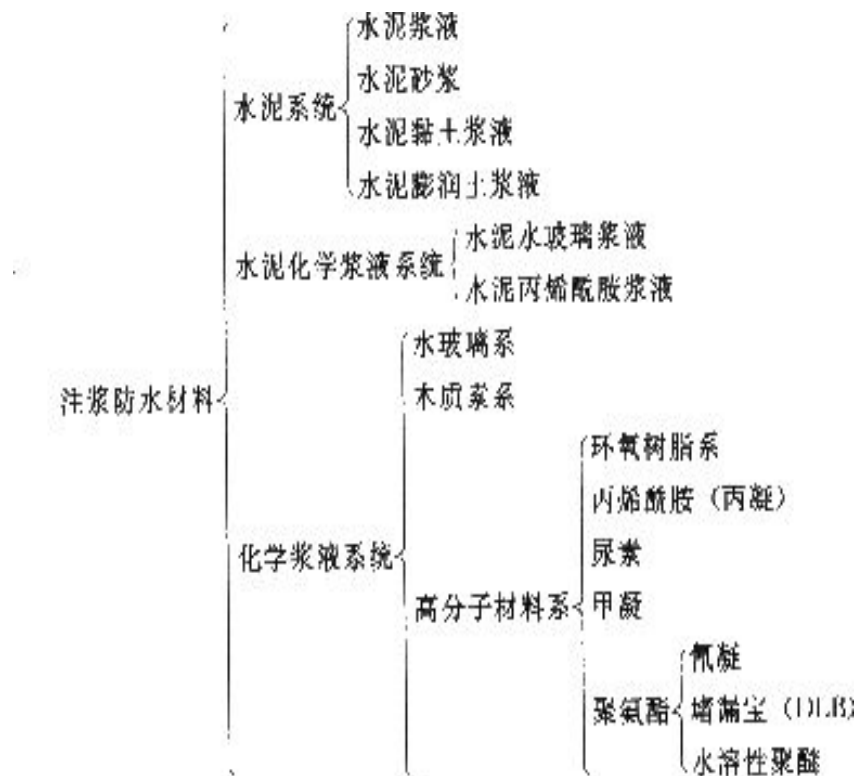 水泥浆液
水泥砂浆
水泥系统
水泥黏土浆液
水泥膨润土浆液
水泥水玻璃浆液
水泥化学浆液系统
水泥丙烯酰胺浆液
水玻璃系
注浆防水材料
木质素系
环氧树脂系
丙烯酰胺(丙凝)
化学浆液系统
尿素
高分子材料系
甲凝
氰凝
聚氨酯
堵漏宝(DLB)
水溶性聚醚